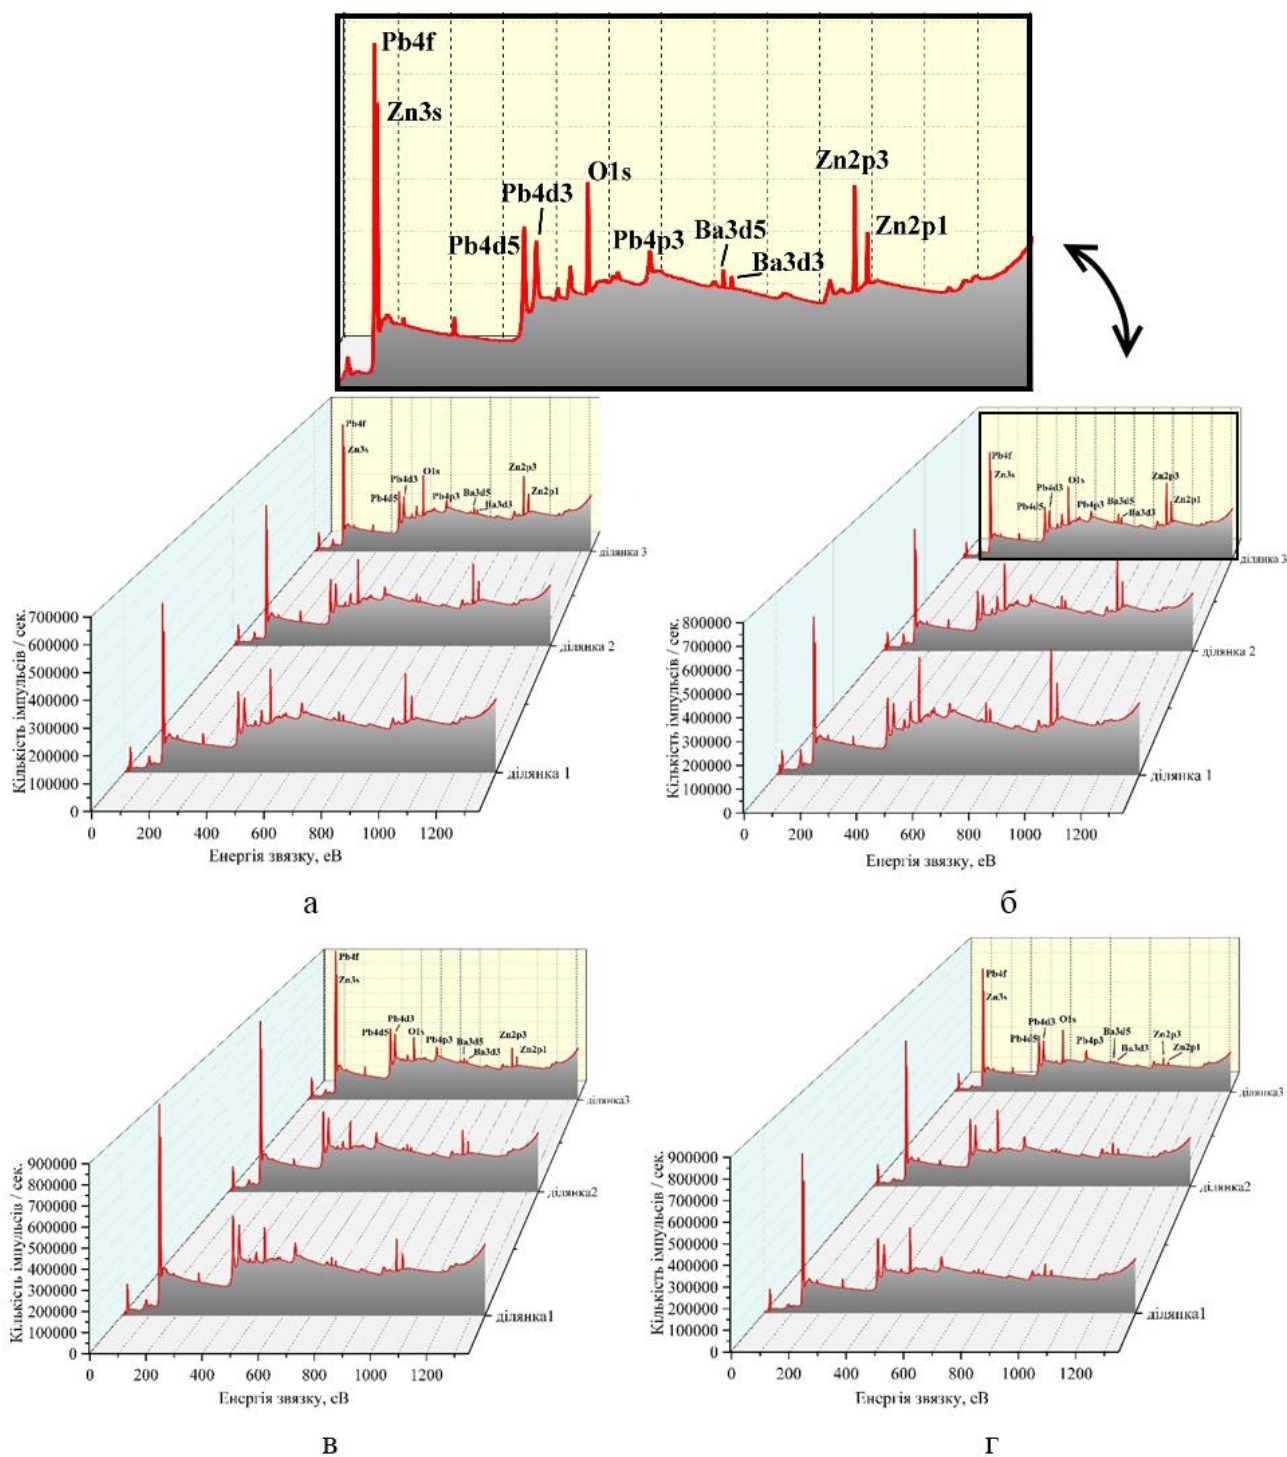 Pb4f
Zn3s
Pb4d5
Pb4d3
O1s
Pb4p3
Ba3d5
Ba3d3
Zn2p3
Zn2p1
Pb4f
Zn3s
Pb4d5
Pb4d3
O1s
Pb4p3
Ba3d5
Ba3d3
Zn2p3
Zn2p1
ділянка 3
ділянка 2
ділянка 1
Кількість імпульсів / сек.
700000
600000
500000
400000
300000
200000
100000
0
0 200 400 600 800 1000 1200
Енергія звязку, еВ
а
Pb4f
Zn3s
Pb4d5
Pb4d3
O1s
Pb4p3
Ba3d5
Ba3d3
Zn2p3
Zn2p1
ділянка 3
ділянка 2
ділянка 1
Кількість імпульсів / сек.
800000
700000
600000
500000
400000
300000
200000
100000
0
0 200 400 600 800 1000 1200
Енергія звязку, еВ
б
Pb4f
Zn3s
Pb4d5
Pb4d3
O1s
Pb4p3
Ba3d5
Ba3d3
Zn2p3
Zn2p1
ділянка3
ділянка2
ділянка1
Кількість імпульсів / сек.
900000
800000
700000
600000
500000
400000
300000
200000
100000
0
0 200 400 600 800 1000 1200
Енергія звязку, еВ
в
Pb4f
Zn3s
Pb4d5
Pb4d3
O1s
Pb4p3
Ba3d5
Ba3d3
Zn2p3
Zn2p1
ділянка3
ділянка2
ділянка1
Кількість імпульсів / сек.
900000
800000
700000
600000
500000
400000
300000
200000
100000
0
0 200 400 600 800 1000 1200
Енергія звязку, еВ
г